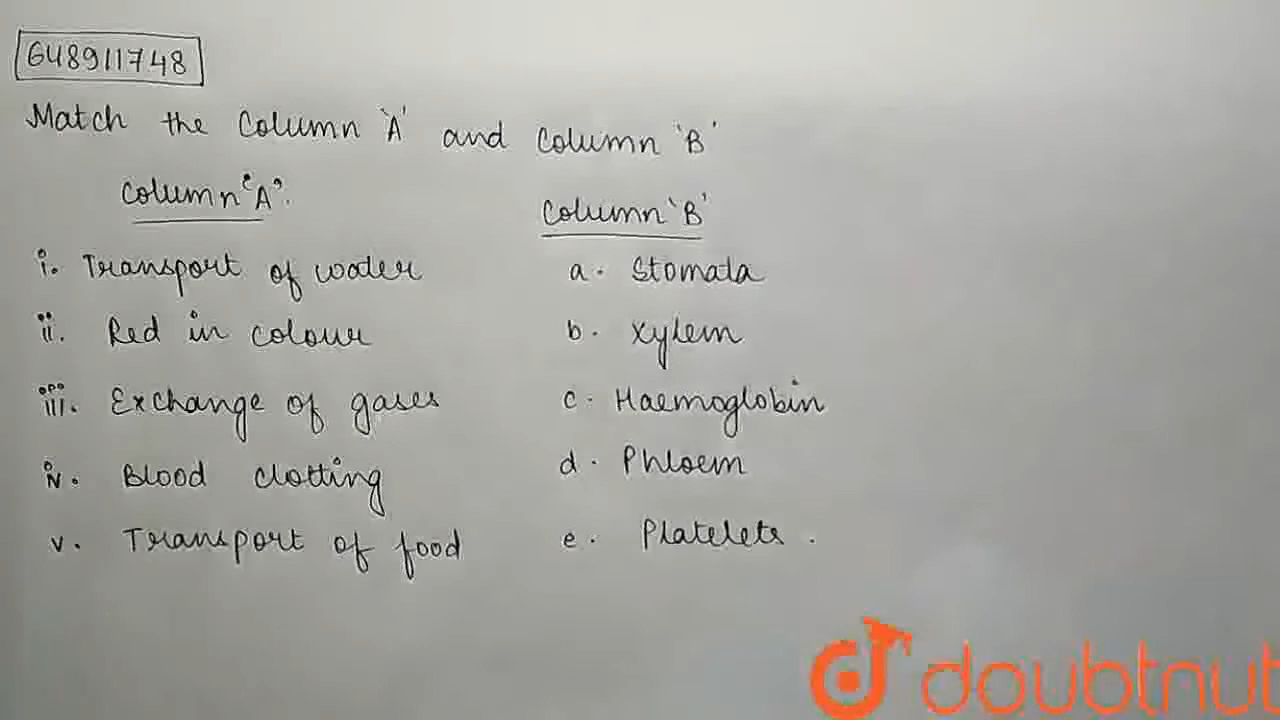 648911748
Match the Column 'A' and Column 'B'
Column 'A'.
Column 'B'
i. Transport of water
a. Stomata
ii. Red in colour
b. Xylem
iii. Exchange of gases
c. Haemoglobin
iv. Blood clotting
d. Phloem
v. Transport of food
e. Platelets.
doubtnut